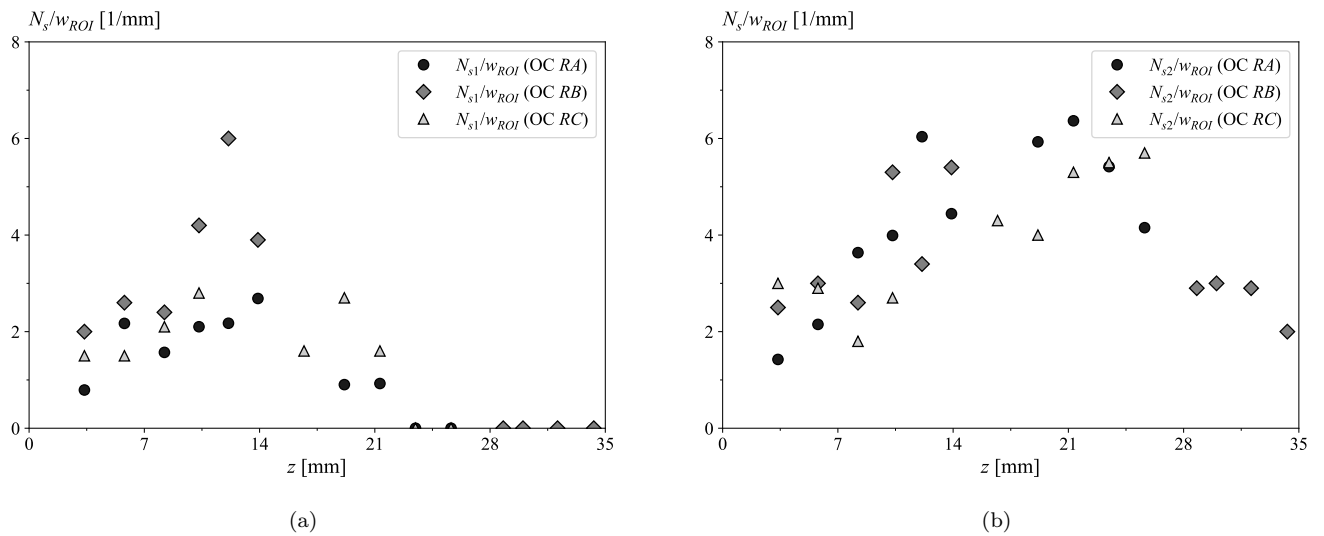 N_s/w_ROI [1/mm]
8
6
4
2
0
0 7 14 21 28 35
z [mm]
N_s1/w_ROI (OC RA)
N_s1/w_ROI (OC RB)
N_s1/w_ROI (OC RC)
(a)
N_s/w_ROI [1/mm]
8
6
4
2
0
0 7 14 21 28 35
z [mm]
N_s2/w_ROI (OC RA)
N_s2/w_ROI (OC RB)
N_s2/w_ROI (OC RC)
(b)